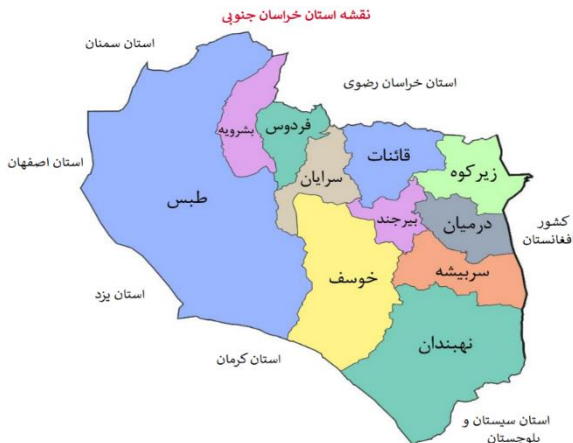 نقشه استان خراسان جنوبی
استان سمنان
استان خراسان رضوی
بشرویه
فردوس
قائنات
زیرکوه
استان اصفهان
سرایان
طبس
بیرجند
درمیان
کشور
افغانستان
سربیشه
خوسف
استان یزد
نهبندان
استان کرمان
استان سیستان و
بلوچستان